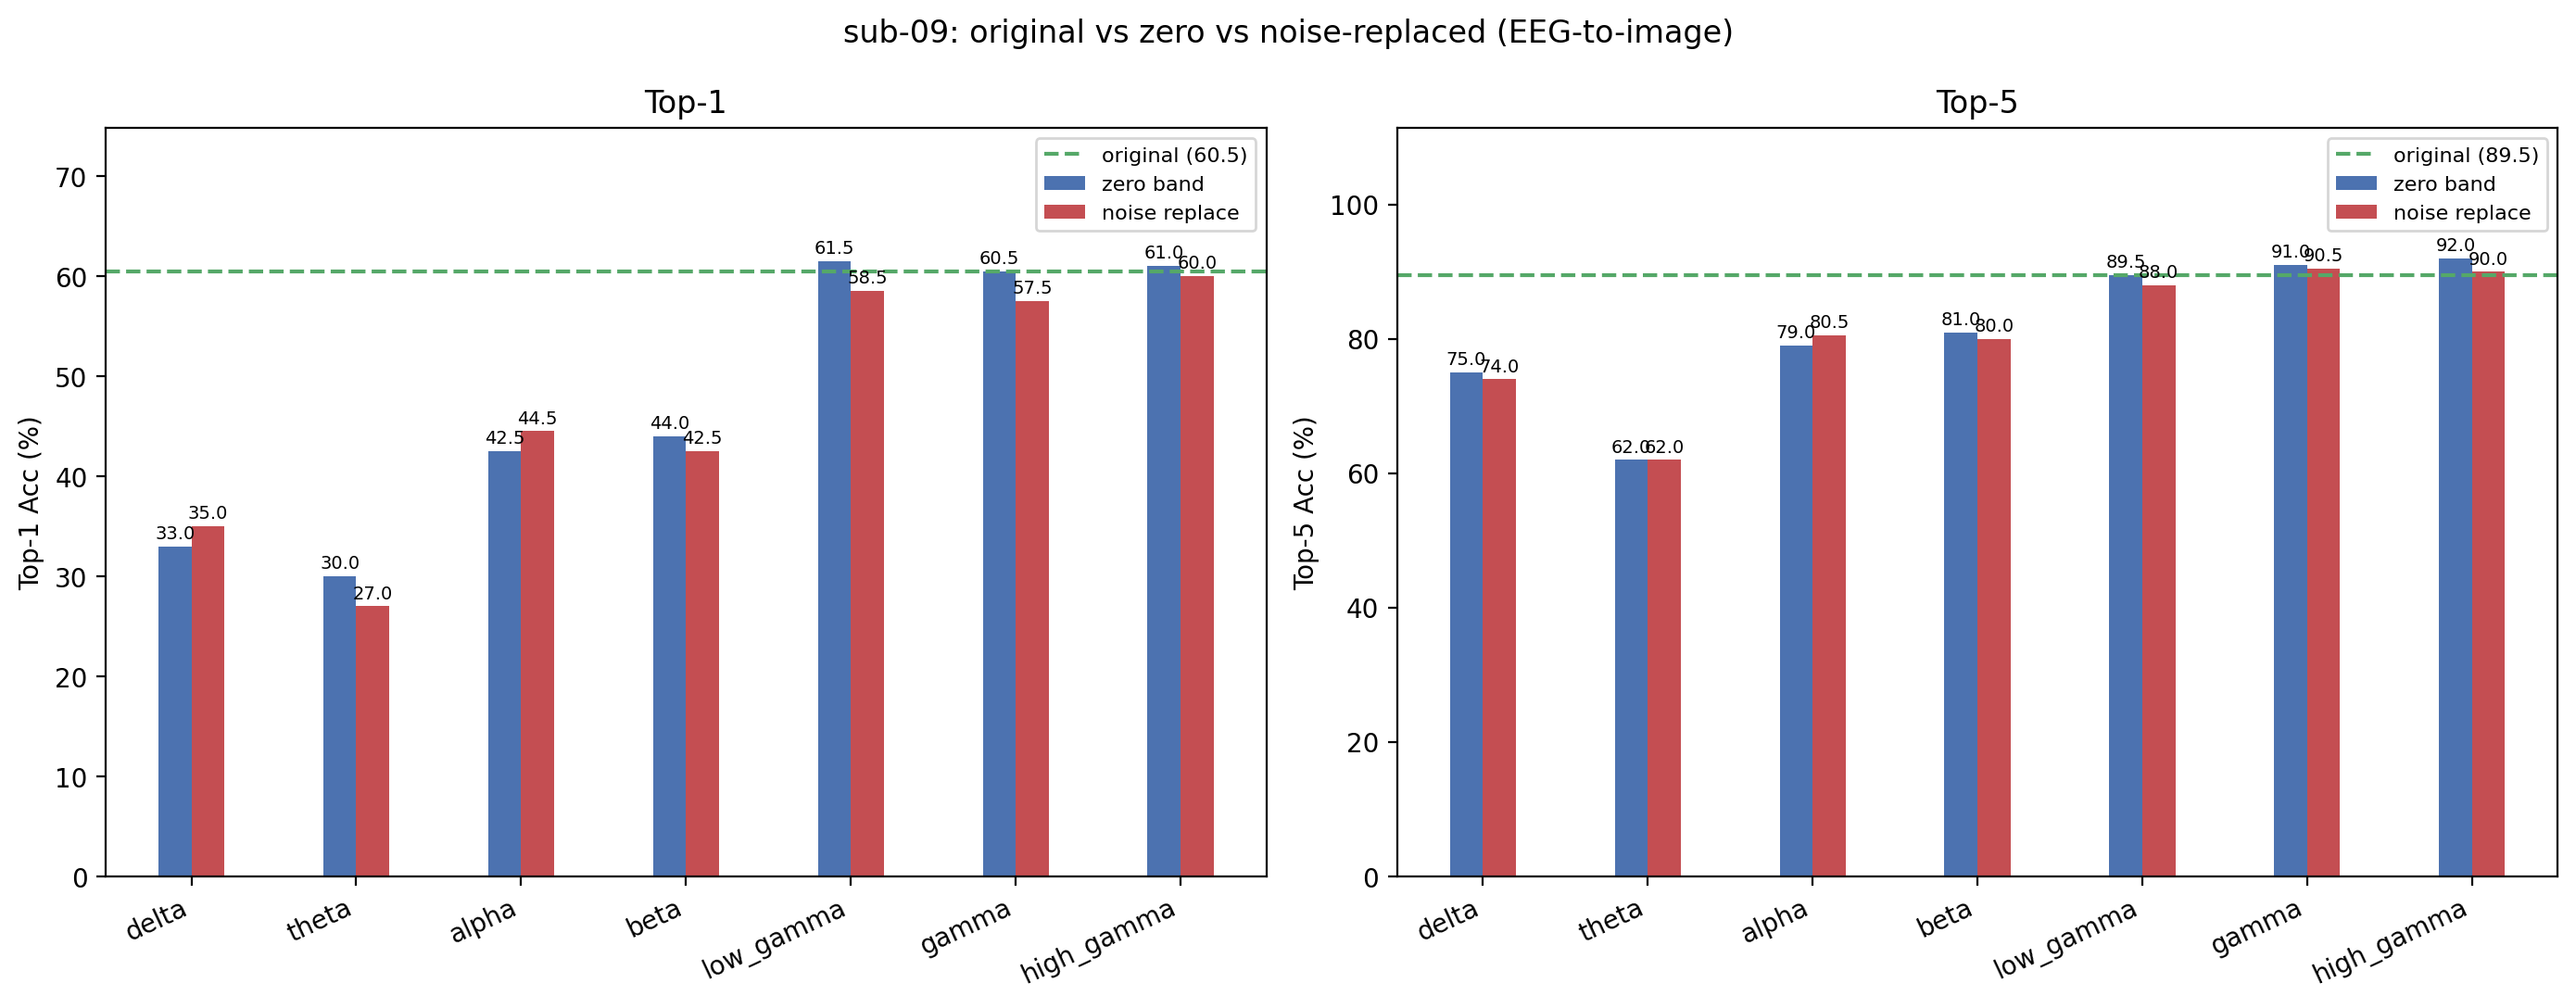 sub-09: original vs zero vs noise-replaced (EEG-to-image)
Top-1
Top-1 Acc (%)
70
60
50
40
30
20
10
0
original (60.5)
zero band
noise replace
33.0
35.0
30.0
27.0
42.5
44.5
44.0
42.5
61.5
58.5
60.5
57.5
61.0
60.0
delta
theta
alpha
beta
low_gamma
gamma
high_gamma
Top-5
Top-5 Acc (%)
100
80
60
40
20
0
original (89.5)
zero band
noise replace
75.0
74.0
62.0
62.0
79.0
80.5
81.0
80.0
89.5
88.0
91.0
90.5
92.0
90.0
delta
theta
alpha
beta
low_gamma
gamma
high_gamma